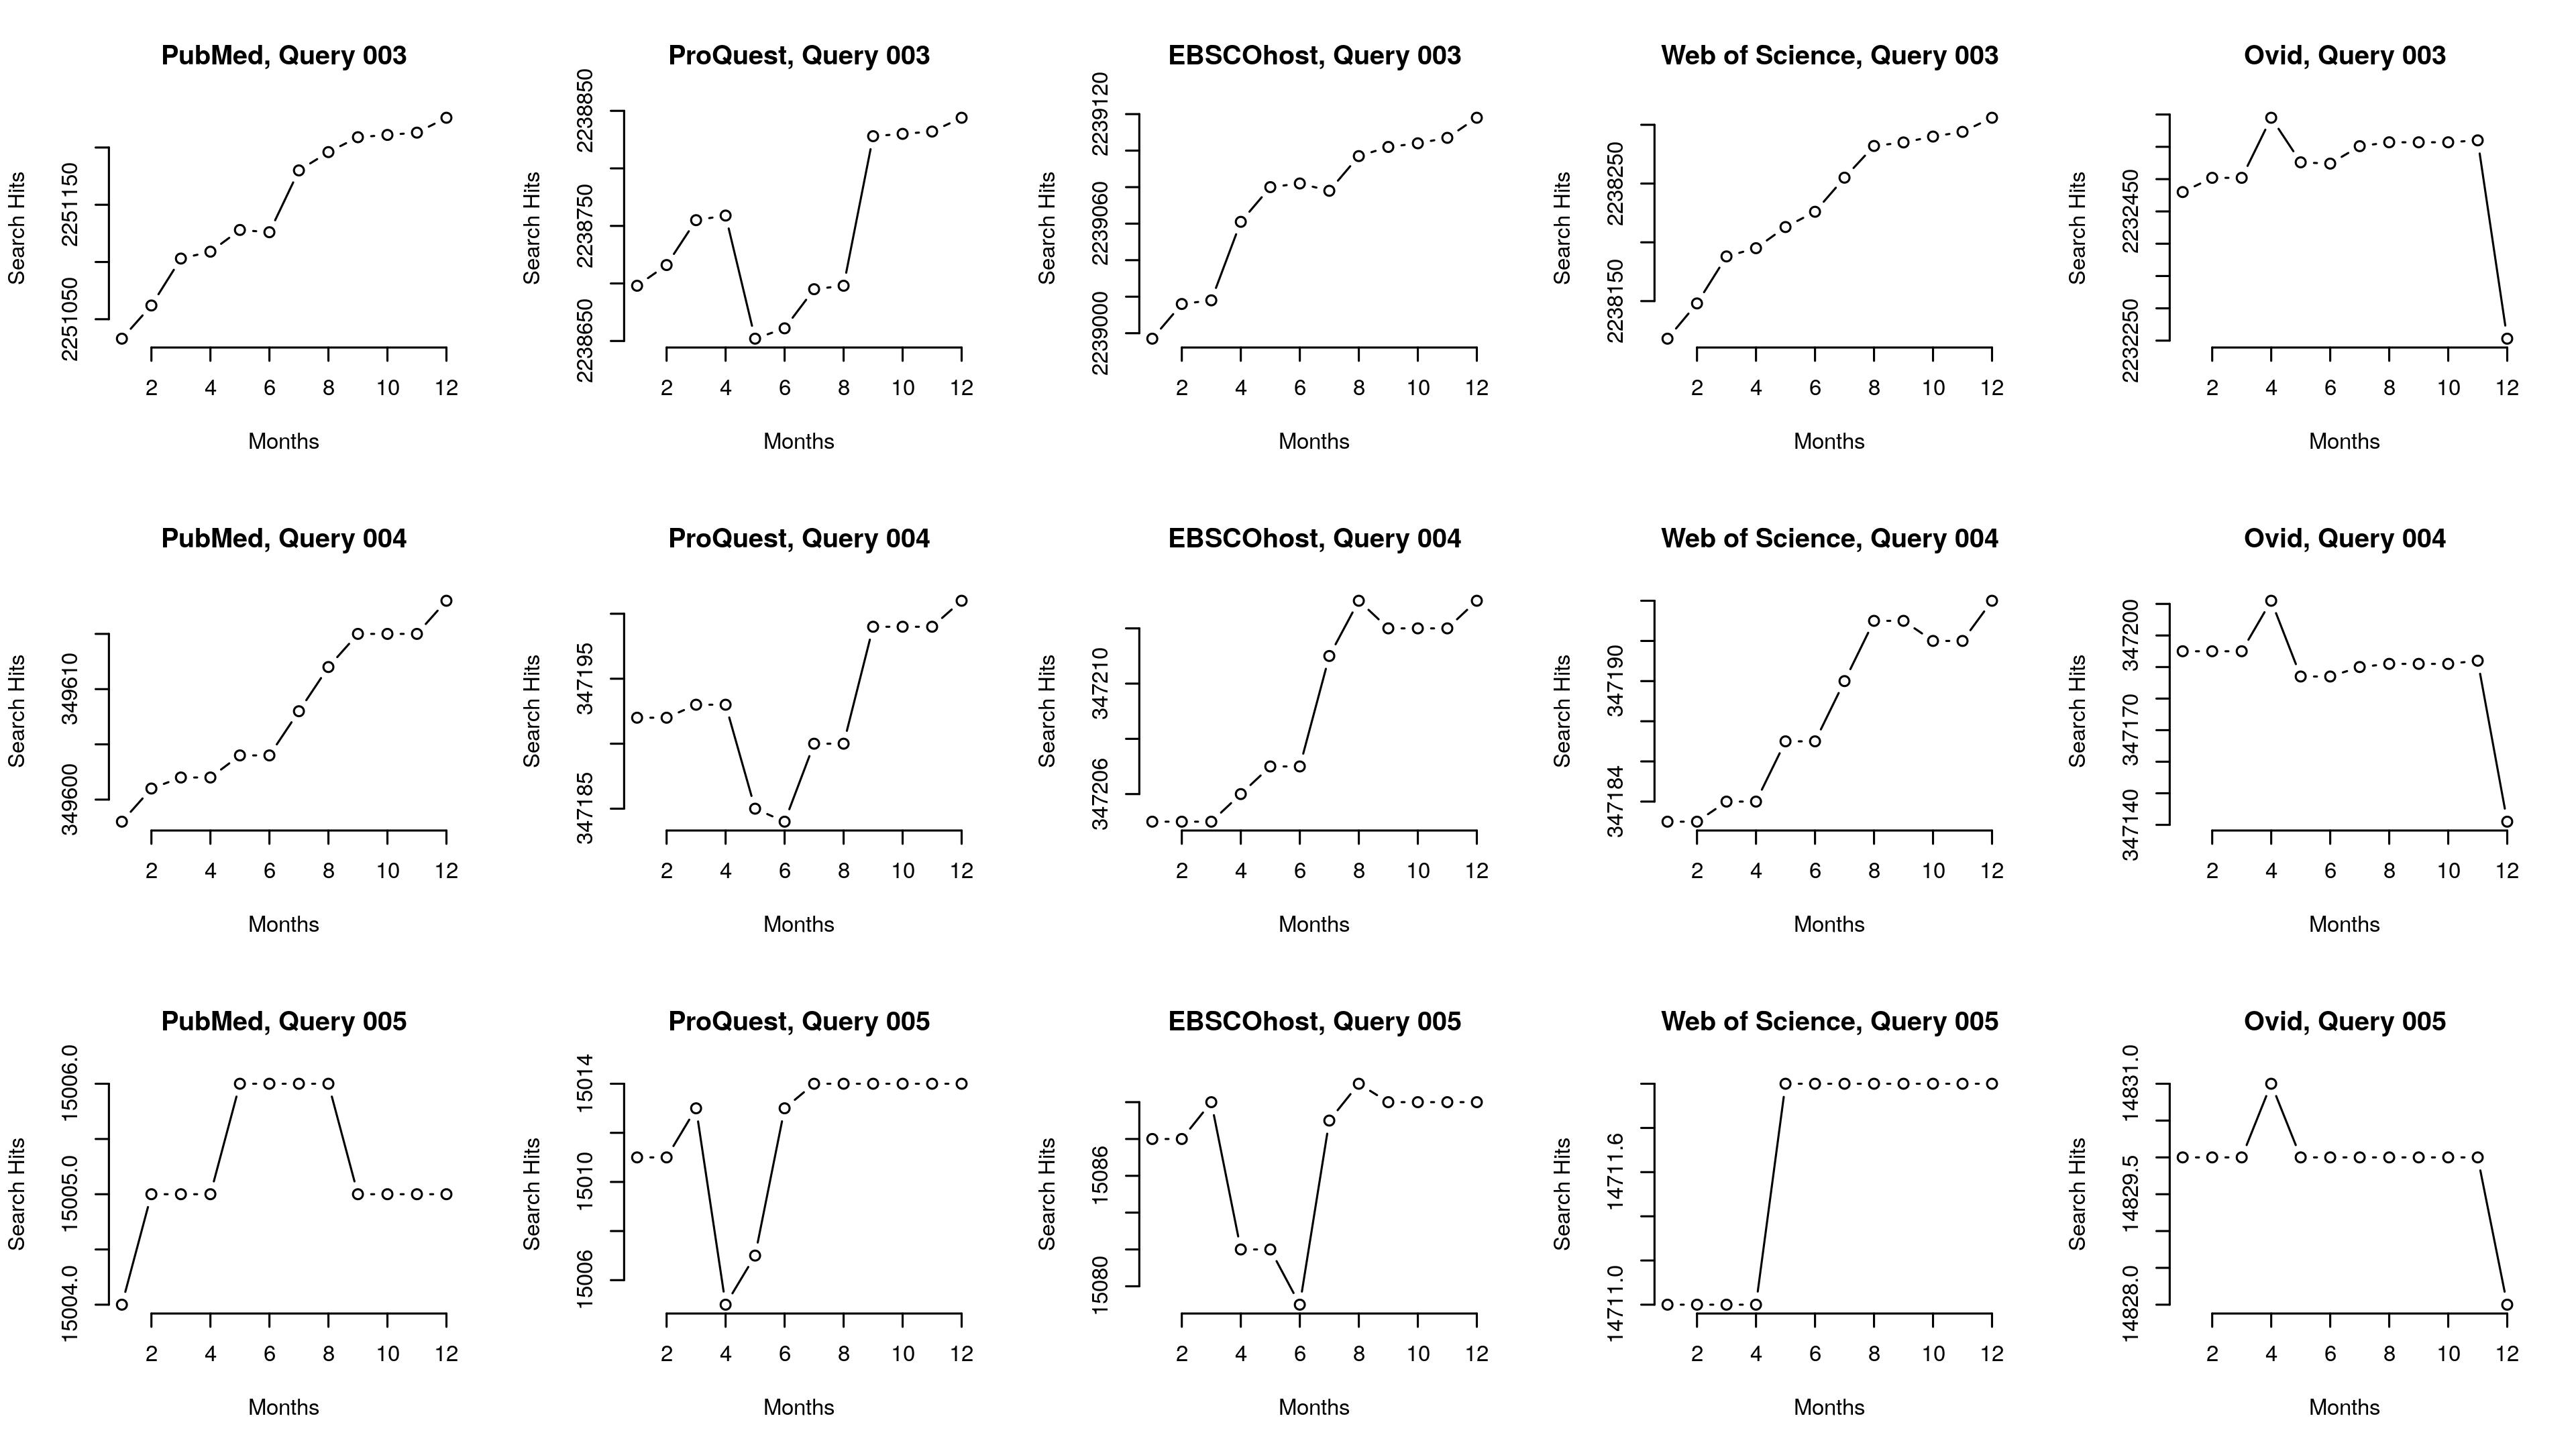 PubMed, Query 003
Search Hits
2251050 2251150
2 4 6 8 10 12
Months
ProQuest, Query 003
Search Hits
2238650 2238750 2238850
2 4 6 8 10 12
Months
EBSCOhost, Query 003
Search Hits
2239000 2239060 2239120
2 4 6 8 10 12
Months
Web of Science, Query 003
Search Hits
2238150 2238250
2 4 6 8 10 12
Months
Ovid, Query 003
Search Hits
2232250 2232450
2 4 6 8 10 12
Months
PubMed, Query 004
Search Hits
349600 349610
2 4 6 8 10 12
Months
ProQuest, Query 004
Search Hits
347185 347195
2 4 6 8 10 12
Months
EBSCOhost, Query 004
Search Hits
347206 347210
2 4 6 8 10 12
Months
Web of Science, Query 004
Search Hits
347184 347190
2 4 6 8 10 12
Months
Ovid, Query 004
Search Hits
347140 347170 347200
2 4 6 8 10 12
Months
PubMed, Query 005
Search Hits
15004.0 15005.0 15006.0
2 4 6 8 10 12
Months
ProQuest, Query 005
Search Hits
15006 15010 15014
2 4 6 8 10 12
Months
EBSCOhost, Query 005
Search Hits
15080 15086
2 4 6 8 10 12
Months
Web of Science, Query 005
Search Hits
14711.0 14711.6
2 4 6 8 10 12
Months
Ovid, Query 005
Search Hits
14828.0 14829.5 14831.0
2 4 6 8 10 12
Months